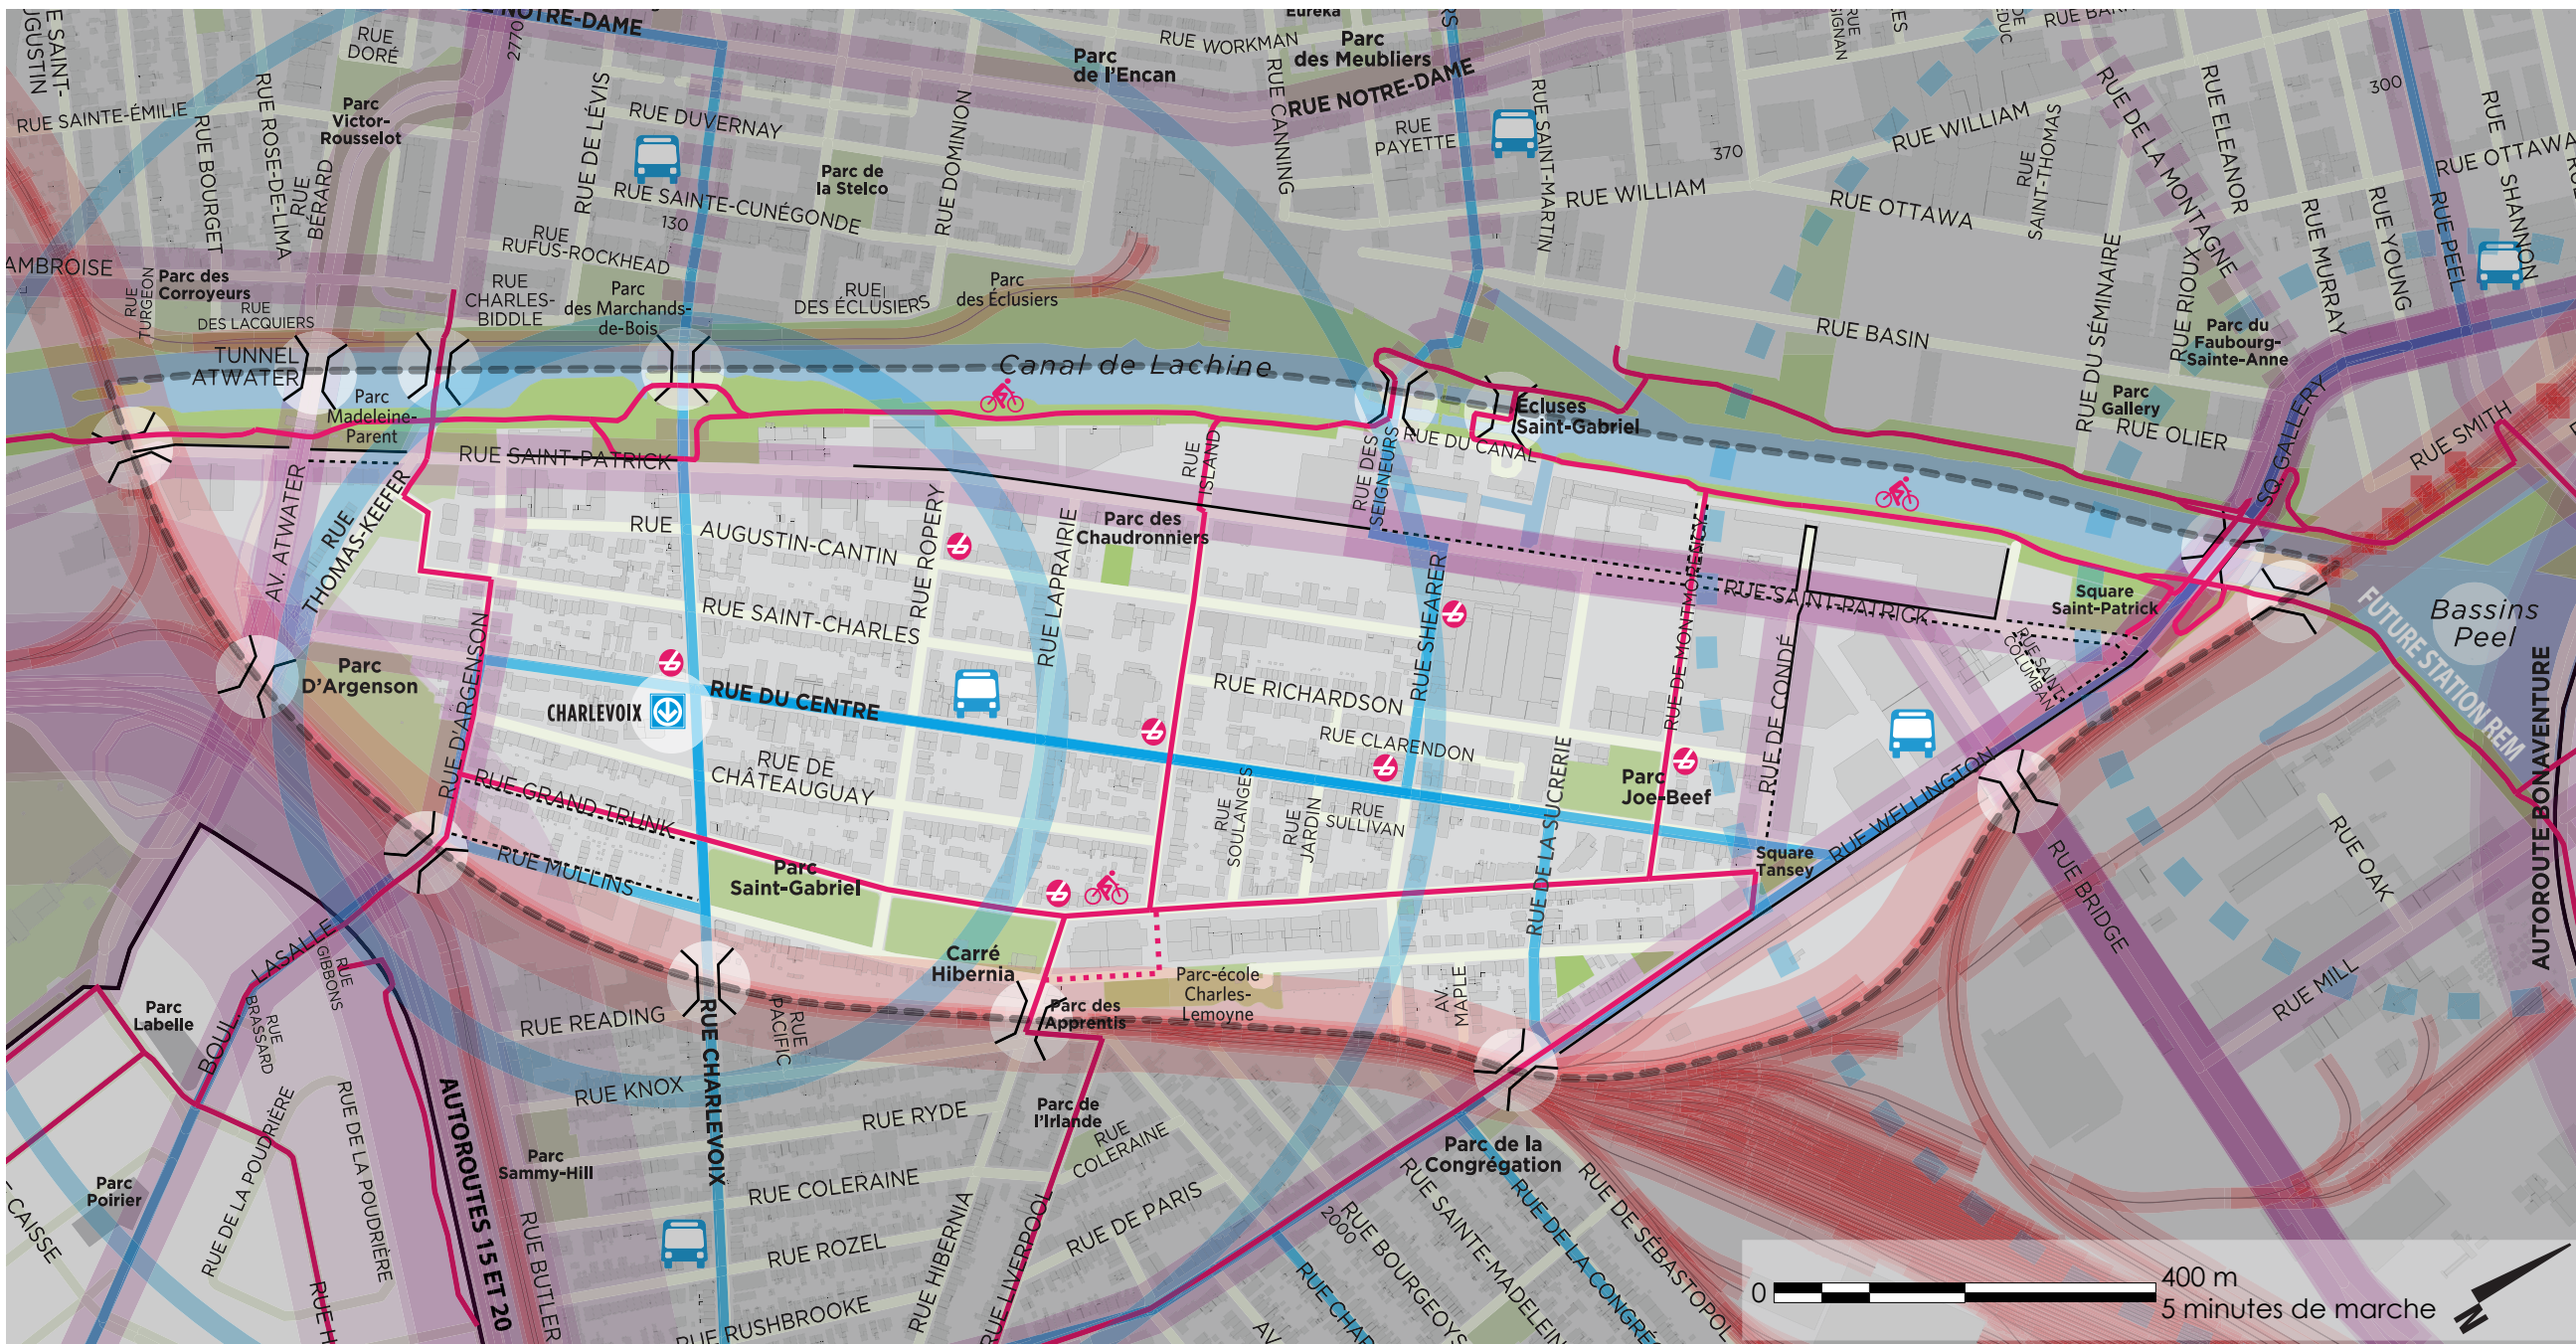 RUE NOTRE-DAME
Eureka
RUE WORKMAN
Parc
des Meubliers
Parc
de l'Encan
RUE
DORÉ
2770
RUE CANNING
RUE NOTRE-DAME
RUE SAINTE-ÉMILIE
RUE BOURGET
RUE ROSE-DE-LIMA
RUE
BÉRARD
Parc
Victor-
Rousselot
RUE DE LÉVIS
RUE DUVERNAY
Parc de
la Stelco
RUE DOMINION
RUE
PAYETTE
RUE SAINT-MARTIN
370
RUE WILLIAM
RUE WILLIAM
RUE OTTAWA
RUE
SAINT-THOMAS
RUE DE LA MONTAGNE
RUE ELEANOR
300
RUE OTTAWA
RUE
SHANNON
RUE PEEL
RUE YOUNG
RUE MURRAY
RUE RIOUX
RUE DU SÉMINAIRE
RUE SAINTE-CUNÉGONDE
130
RUE
RUFUS-ROCKHEAD
AMBROISE
Parc des
Corroyeurs
RUE
TURGEON
RUE
DES LACQUIERS
RUE
CHARLES-
BIDDLE
Parc
des Marchands-
de-Bois
RUE
DES ÉCLUSIERS
Parc
des Éclusiers
RUE BASIN
Parc du
Faubourg-
Sainte-Anne
TUNNEL
ATWATER
Canal de Lachine
Parc
Madeleine-
Parent
Écluses
Saint-Gabriel
Parc
Gallery
RUE OLIER
SQ. GALLERY
RUE SMITH
RUE SAINT-PATRICK
RUE
ISLAND
RUE DES
SEIGNEURS
RUE DU CANAL
AV. ATWATER
RUE
THOMAS-KEEFER
RUE
AUGUSTIN-CANTIN
RUE ROPERY
RUE LAPRAIRIE
Parc des
Chaudronniers
RUE SHEARER
RUE DE MONTMORENCY
RUE SAINT-PATRICK
Square
Saint-Patrick
Bassins
Peel
FUTURE STATION REM
AUTOROUTE BONAVENTURE
RUE SAINT-CHARLES
Parc
D'Argenson
RUE D'ARGENSON
CHARLEVOIX
RUE DU CENTRE
RUE DE
CHÂTEAUGUAY
RUE RICHARDSON
RUE CLARENDON
RUE DE CONDÉ
RUE SAINT-
COLUMBAN
Parc
Joe-Beef
RUE
SOULANGES
RUE
JARDIN
RUE
SULLIVAN
RUE DE LA SUCRERIE
Square
Tansey
RUE WELLINGTON
RUE BRIDGE
RUE OAK
RUE MILL
RUE GRAND TRUNK
RUE MULLINS
Parc
Saint-Gabriel
Carré
Hibernia
Parc des
Apprentis
Parc-école
Charles-
Lemoyne
AV.
MAPLE
BOUL. LASALLE
RUE
GIBBONS
RUE
BRASSARD
Parc
Labelle
RUE READING
RUE
PACIFIC
RUE CHARLEVOIX
RUE KNOX
RUE RYDE
Parc de
l'Irlande
RUE
COLERAINE
Parc de la
Congrégation
Parc
Sammy-Hill
RUE COLERAINE
RUE DE PARIS
RUE ROZEL
RUE HIBERNIA
RUE LIVERPOOL
RUE RUSHBROOKE
AUTOROUTES 15 ET 20
RUE BUTLER
RUE DE LA POUDRIÈRE
RUE DE LA POUDRIÈRE
Parc
Poirier
CAISSE
2000
RUE BOURGEOYS
RUE SAINTE-MADELEINE
RUE DE LA CONGRÉG
RUE DE SÉBASTOPOL
RUE CHAR
AV
0
400 m
5 minutes de marche
N